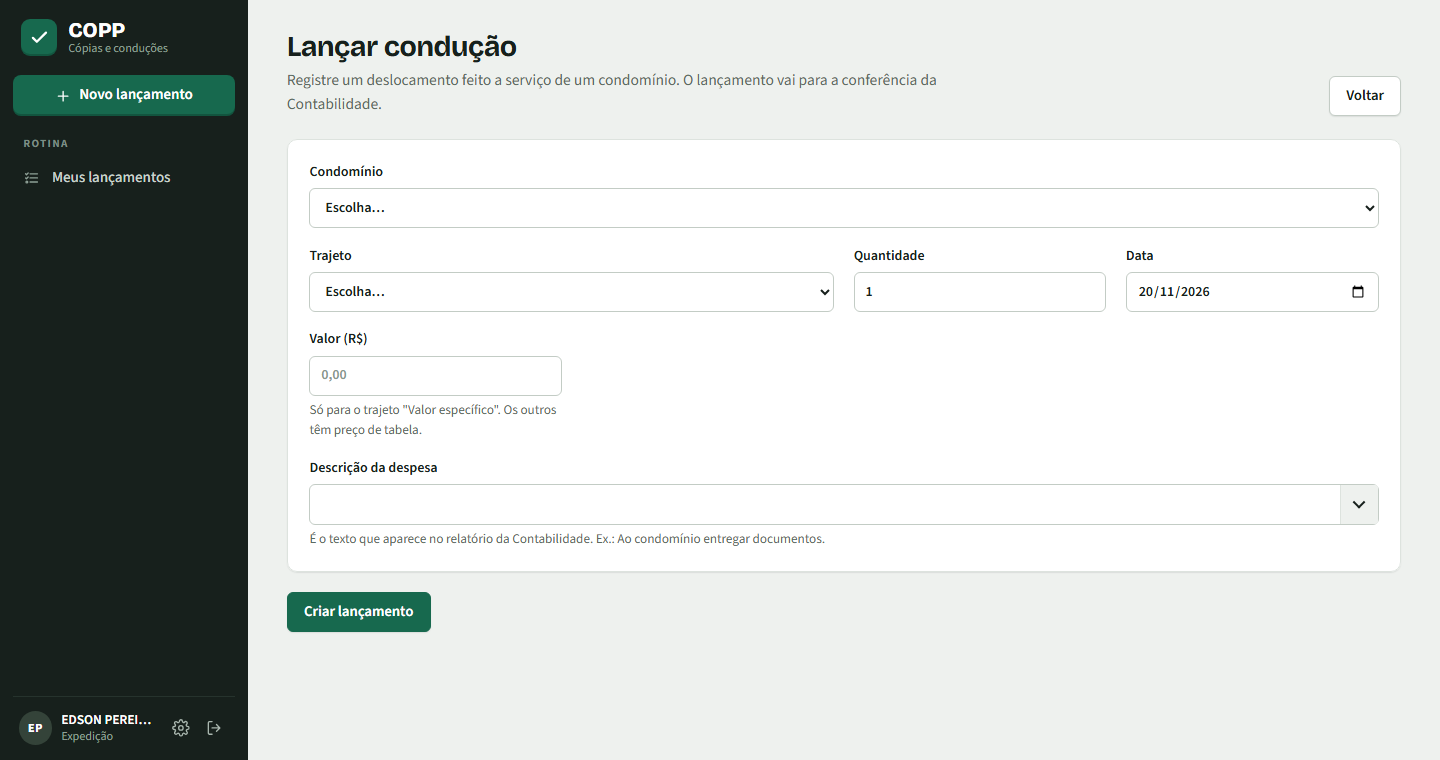 COPP
Cópias e conduções
Novo lançamento
ROTINA
Meus lançamentos
EP
EDSON PEREI...
Expedição
Lançar condução
Registre um deslocamento feito a serviço de um condomínio. O lançamento vai para a conferência da
Contabilidade.
Voltar
Condomínio
Escolha...
Trajeto
Quantidade
Data
Escolha...
1
20/11/2026
Valor (R$)
0,00
Só para o trajeto "Valor específico". Os outros
têm preço de tabela.
Descrição da despesa
É o texto que aparece no relatório da Contabilidade. Ex.: Ao condomínio entregar documentos.
Criar lançamento